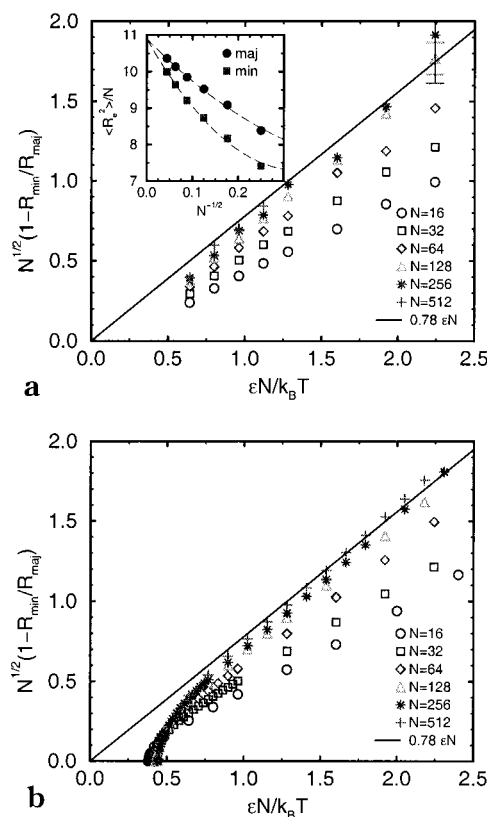 2.0
1.5
1.0
0.5
0.0
N^{1/2}(1-R_{min}/R_{maj})
11
10
9
8
7
<R_e^2>/N
maj
min
0.0 0.1 0.2 0.3
N^{-1/2}
N=16
N=32
N=64
N=128
N=256
N=512
0.78 εN
0.0 0.5 1.0 1.5 2.0 2.5
εN/k_BT
a
2.0
1.5
1.0
0.5
0.0
N^{1/2}(1-R_{min}/R_{maj})
N=16
N=32
N=64
N=128
N=256
N=512
0.78 εN
0.0 0.5 1.0 1.5 2.0 2.5
εN/k_BT
b